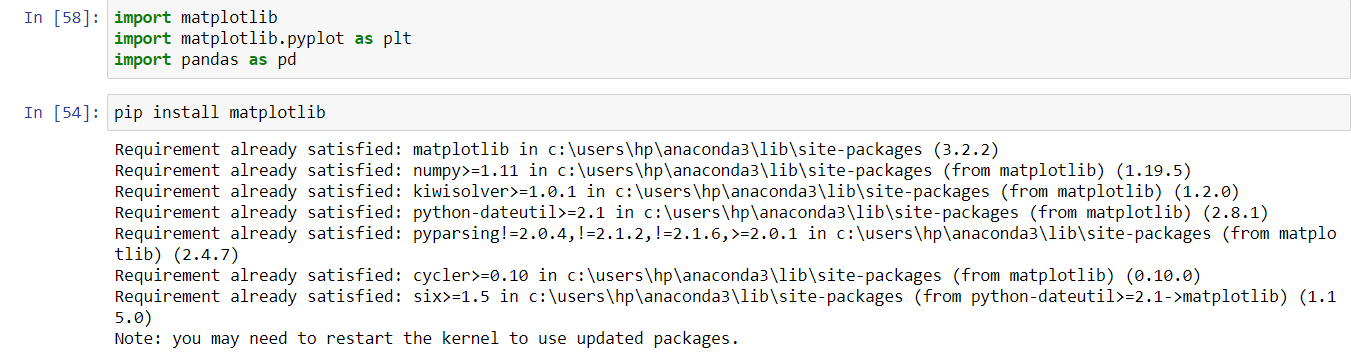 In [58]: import matplotlib
import matplotlib.pyplot as plt
import pandas as pd
In [54]: pip install matplotlib
Requirement already satisfied: matplotlib in c:\users\hp\anaconda3\lib\site-packages (3.2.2)
Requirement already satisfied: numpy>=1.11 in c:\users\hp\anaconda3\lib\site-packages (from matplotlib) (1.19.5)
Requirement already satisfied: kiwisolver>=1.0.1 in c:\users\hp\anaconda3\lib\site-packages (from matplotlib) (1.2.0)
Requirement already satisfied: python-dateutil>=2.1 in c:\users\hp\anaconda3\lib\site-packages (from matplotlib) (2.8.1)
Requirement already satisfied: pyparsing!=2.0.4,!=2.1.2,!=2.1.6,>=2.0.1 in c:\users\hp\anaconda3\lib\site-packages (from matplo
tlib) (2.4.7)
Requirement already satisfied: cycler>=0.10 in c:\users\hp\anaconda3\lib\site-packages (from matplotlib) (0.10.0)
Requirement already satisfied: six>=1.5 in c:\users\hp\anaconda3\lib\site-packages (from python-dateutil>=2.1->matplotlib) (1.1
5.0)
Note: you may need to restart the kernel to use updated packages.